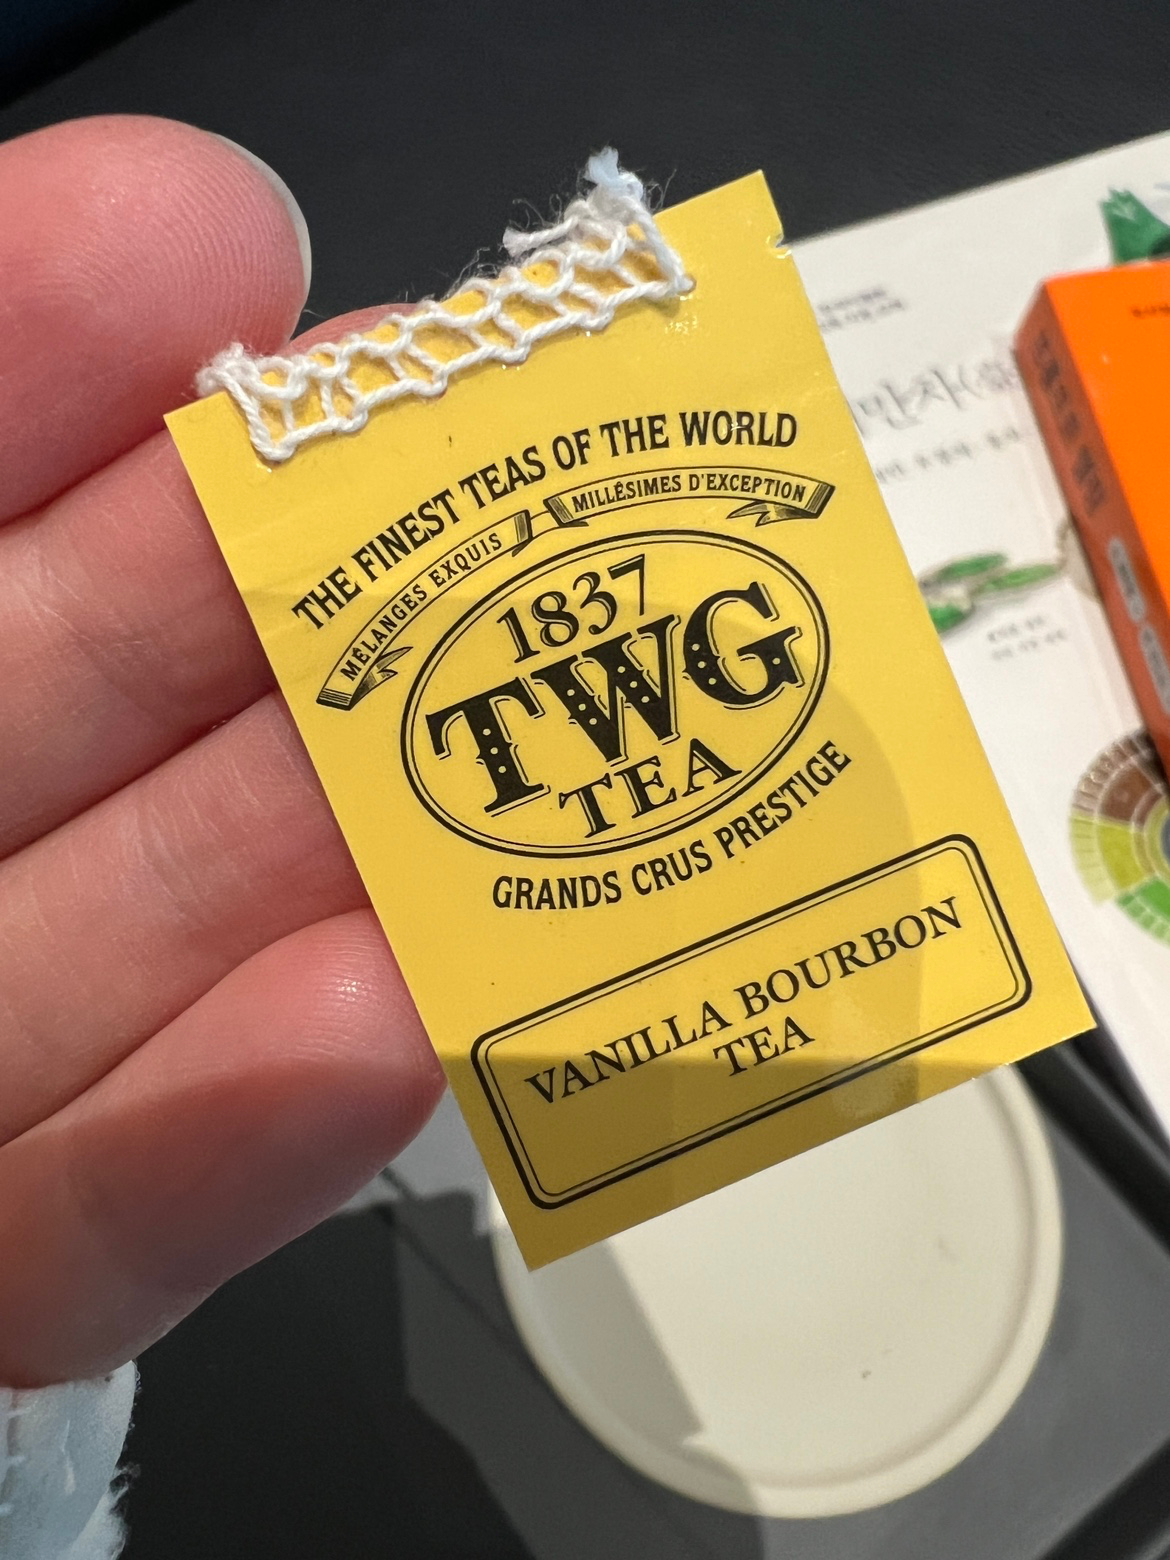 THE FINEST TEAS OF THE WORLD
MÉLANGES EXQUIS
MILLÉSIMES D'EXCEPTION
1837
TWG
TEA
GRANDS CRUS PRESTIGE
VANILLA BOURBON
TEA